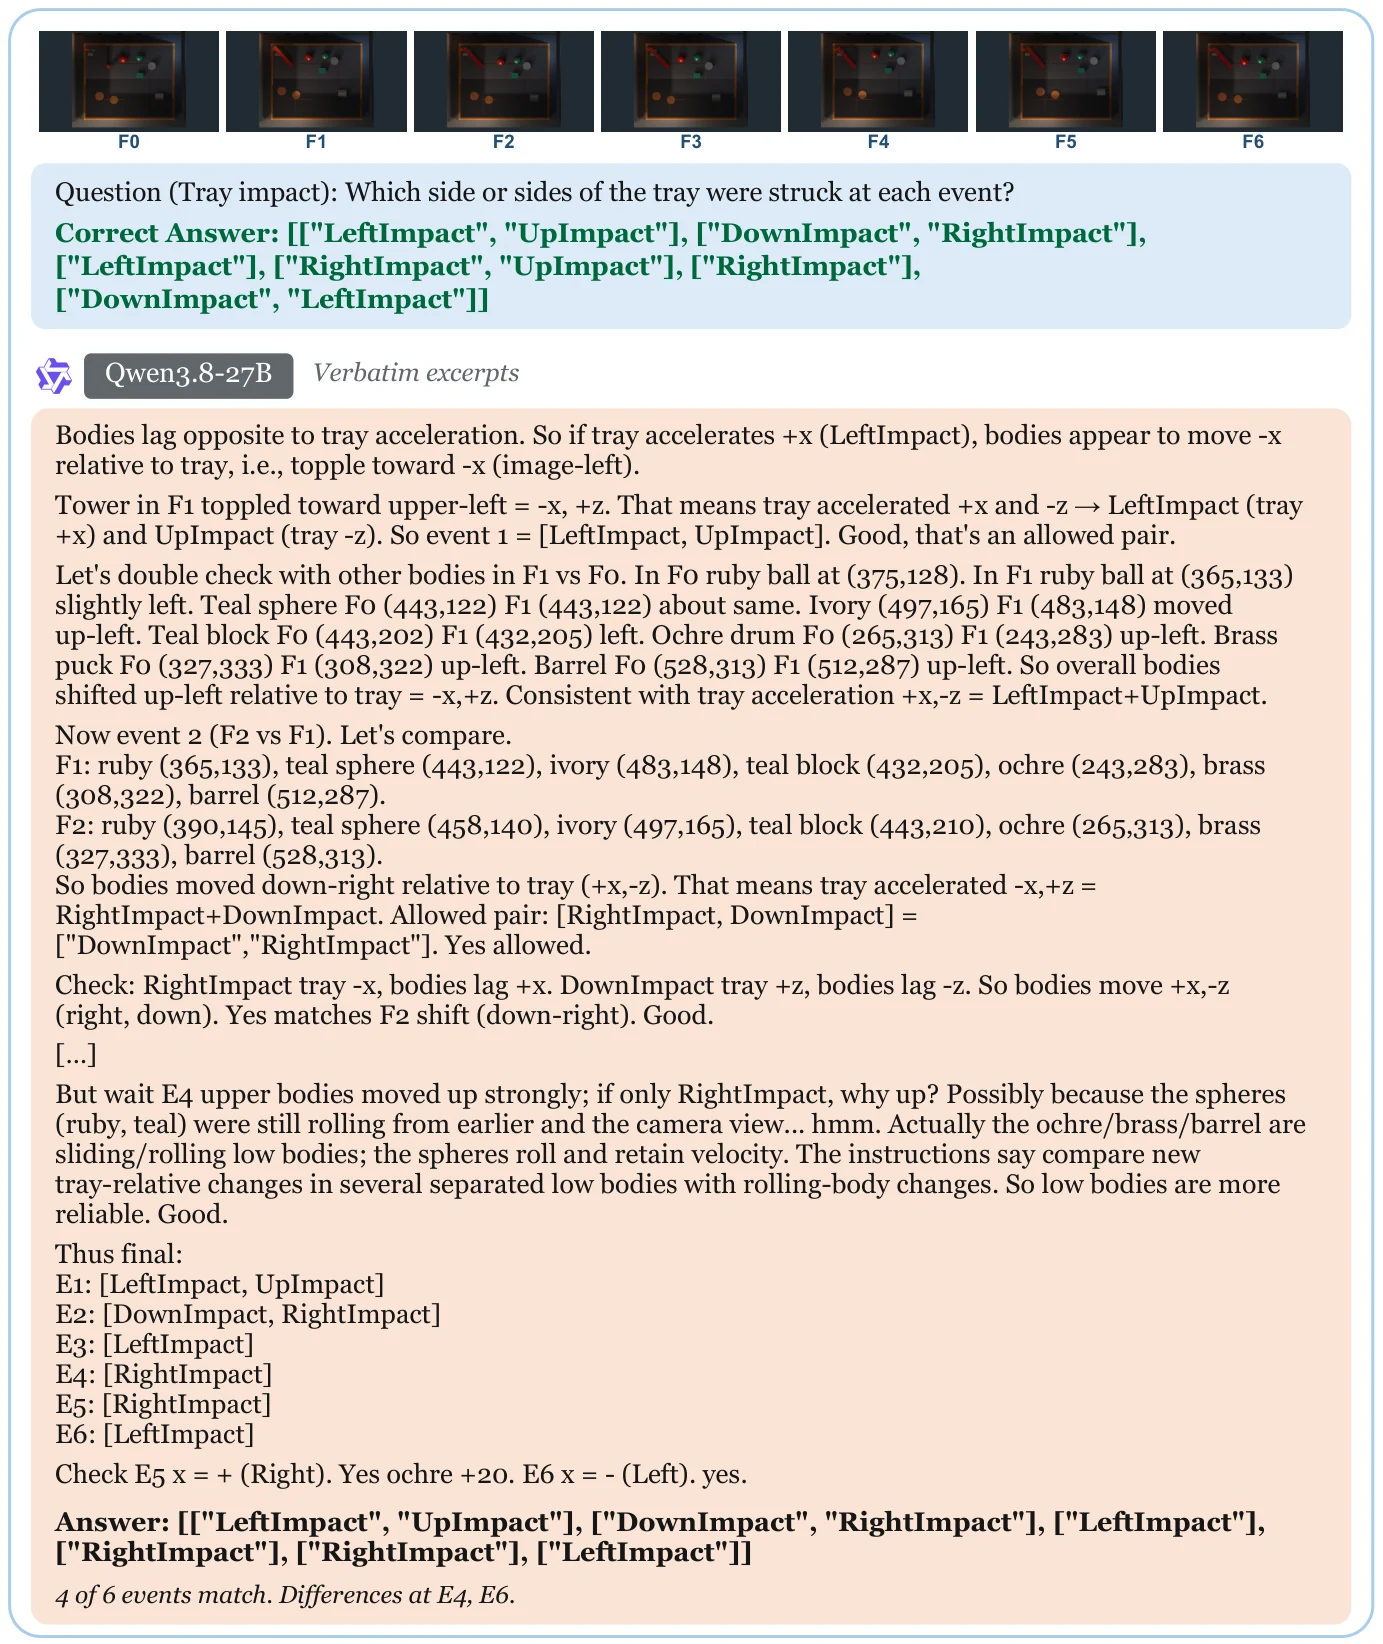 F0 F1 F2 F3 F4 F5 F6
Question (Tray impact): Which side or sides of the tray were struck at each event?
Correct Answer: [["LeftImpact", "UpImpact"], ["DownImpact", "RightImpact"],
["LeftImpact"], ["RightImpact", "UpImpact"], ["RightImpact"],
["DownImpact", "LeftImpact"]]
Qwen3.8-27B Verbatim excerpts
Bodies lag opposite to tray acceleration. So if tray accelerates +x (LeftImpact), bodies appear to move -x
relative to tray, i.e., topple toward -x (image-left).
Tower in F1 toppled toward upper-left = -x, +z. That means tray accelerated +x and -z → LeftImpact (tray
+x) and UpImpact (tray -z). So event 1 = [LeftImpact, UpImpact]. Good, that's an allowed pair.
Let's double check with other bodies in F1 vs F0. In F0 ruby ball at (375,128). In F1 ruby ball at (365,133)
slightly left. Teal sphere F0 (443,122) F1 (443,122) about same. Ivory (497,165) F1 (483,148) moved
up-left. Teal block F0 (443,202) F1 (432,205) left. Ochre drum F0 (265,313) F1 (243,283) up-left. Brass
puck F0 (327,333) F1 (308,322) up-left. Barrel F0 (528,313) F1 (512,287) up-left. So overall bodies
shifted up-left relative to tray = -x,+z. Consistent with tray acceleration +x,-z = LeftImpact+UpImpact.
Now event 2 (F2 vs F1). Let's compare.
F1: ruby (365,133), teal sphere (443,122), ivory (483,148), teal block (432,205), ochre (243,283), brass
(308,322), barrel (512,287).
F2: ruby (390,145), teal sphere (458,140), ivory (497,165), teal block (443,210), ochre (265,313), brass
(327,333), barrel (528,313).
So bodies moved down-right relative to tray (+x,-z). That means tray accelerated -x,+z =
RightImpact+DownImpact. Allowed pair: [RightImpact, DownImpact] =
["DownImpact","RightImpact"]. Yes allowed.
Check: RightImpact tray -x, bodies lag +x. DownImpact tray +z, bodies lag -z. So bodies move +x,-z
(right, down). Yes matches F2 shift (down-right). Good.
[...]
But wait E4 upper bodies moved up strongly; if only RightImpact, why up? Possibly because the spheres
(ruby, teal) were still rolling from earlier and the camera view... hmm. Actually the ochre/brass/barrel are
sliding/rolling low bodies; the spheres roll and retain velocity. The instructions say compare new
tray-relative changes in several separated low bodies with rolling-body changes. So low bodies are more
reliable. Good.
Thus final:
E1: [LeftImpact, UpImpact]
E2: [DownImpact, RightImpact]
E3: [LeftImpact]
E4: [RightImpact]
E5: [RightImpact]
E6: [LeftImpact]
Check E5 x = + (Right). Yes ochre +20. E6 x = - (Left). yes.
Answer: [["LeftImpact", "UpImpact"], ["DownImpact", "RightImpact"], ["LeftImpact"],
["RightImpact"], ["RightImpact"], ["LeftImpact"]]
4 of 6 events match. Differences at E4, E6.